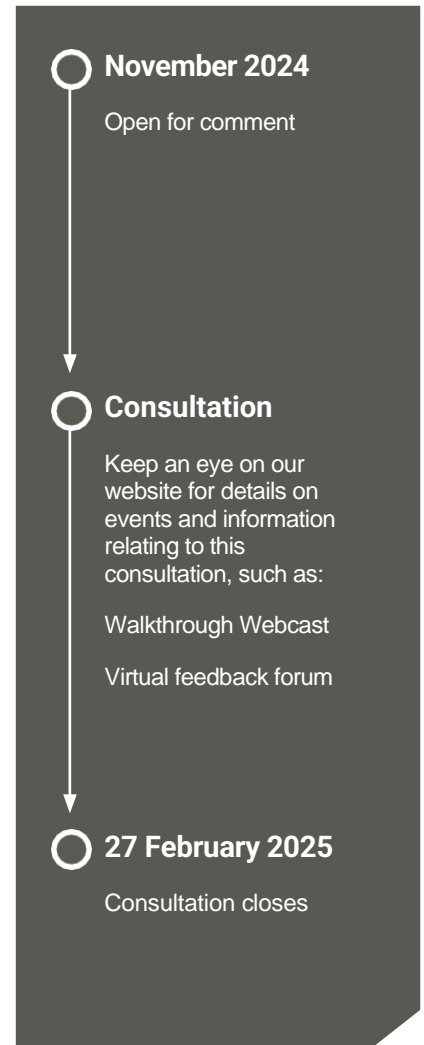 November 2024
Open for comment
Consultation
Keep an eye on our
website for details on
events and information
relating to this
consultation, such as:
Walkthrough Webcast
Virtual feedback forum
27 February 2025
Consultation closes